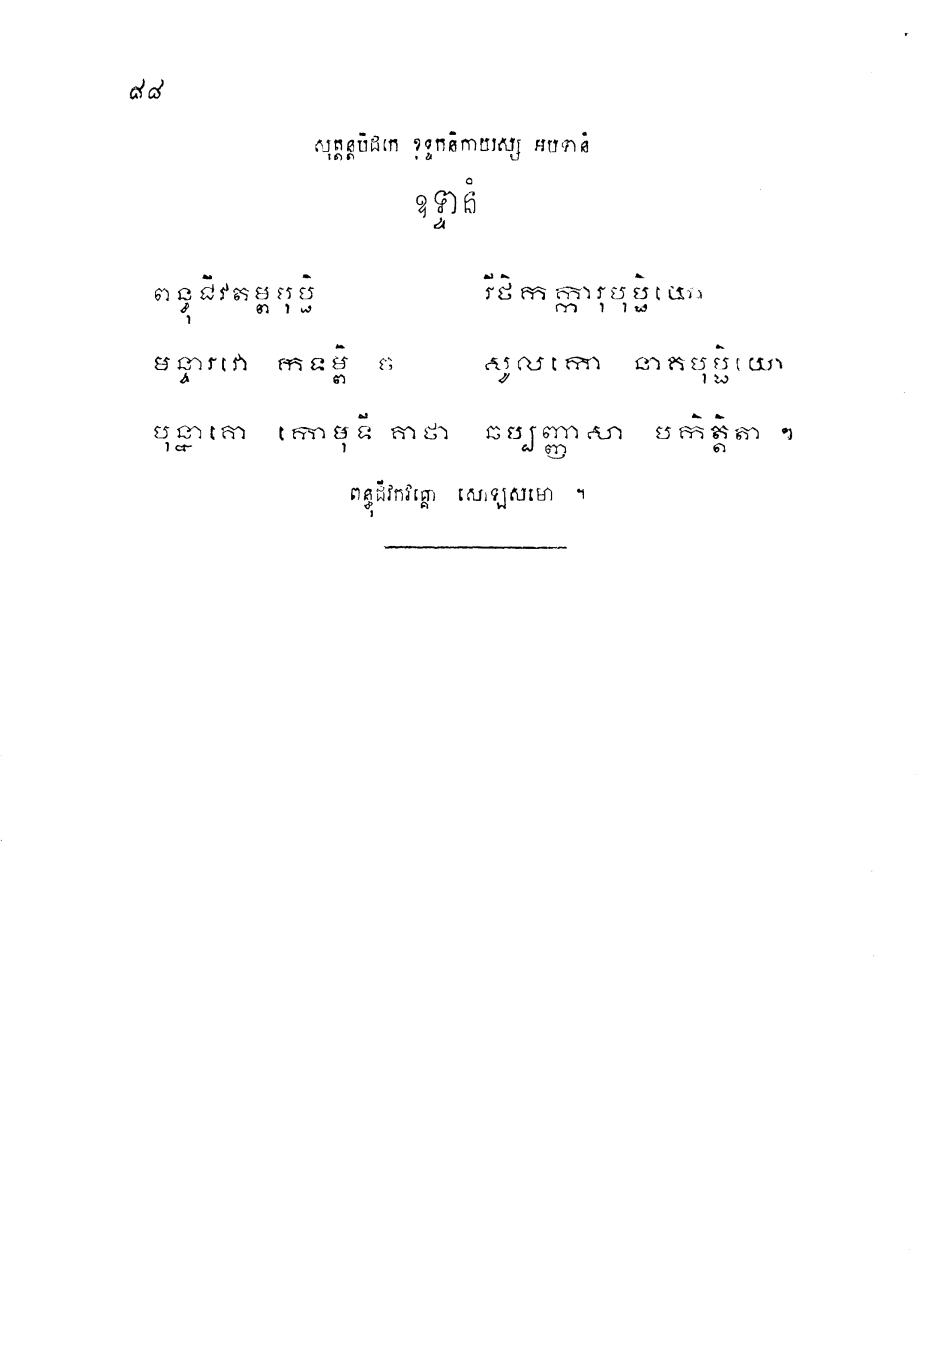 ៨៨
សុត្តន្តបិដកេ ខុទ្ទកនិកាយស្ស អបទានំ
ឧទ្ទានំ
ពន្ធុជីវតម្ពបុប្ផិ វីថិកក្ការុបុប្ផិយោ
មន្ទារវោ កទម្ពិ ច សូលកោ នាគបុប្ផិយោ
បុន្នាគោ កោមុទី គាថា ឆប្បញ្ញាសា បកិត្តិតា ។
ពន្ធុជីវកវគ្គោ សោឡសមោ ។